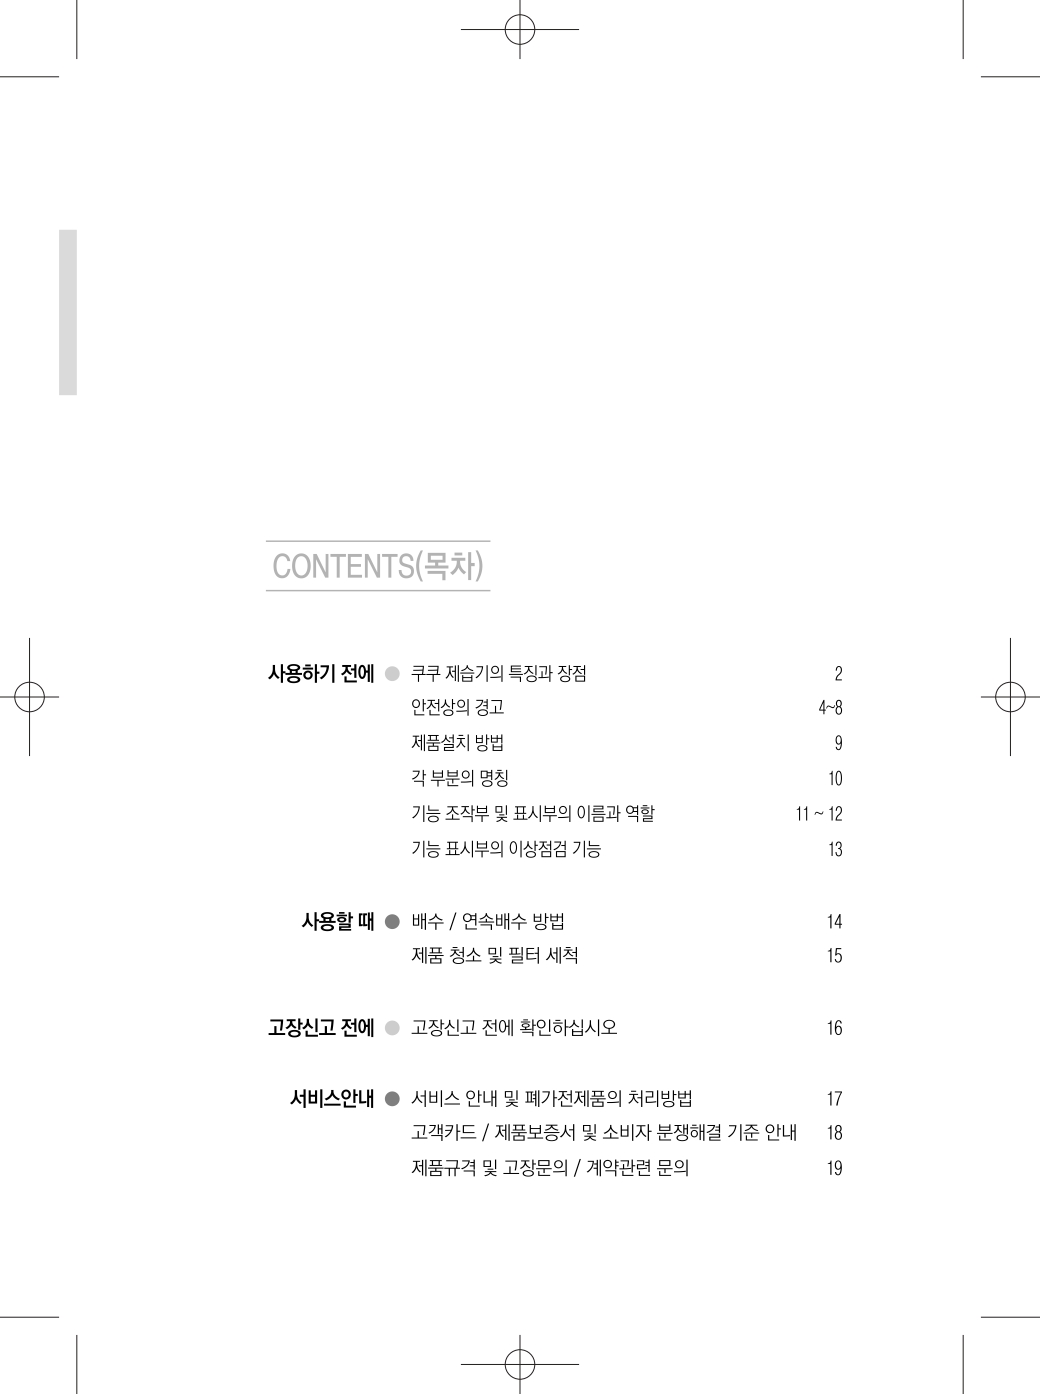 CONTENTS(목차)
사용하기 전에 ● 쿠쿠 제습기의 특징과 장점 2
안전상의 경고 4~8
제품설치 방법 9
각 부분의 명칭 10
기능 조작부 및 표시부의 이름과 역할 11 ~ 12
기능 표시부의 이상점검 기능 13
사용할 때 ● 배수 / 연속배수 방법 14
제품 청소 및 필터 세척 15
고장신고 전에 ● 고장신고 전에 확인하십시오 16
서비스안내 ● 서비스 안내 및 폐가전제품의 처리방법 17
고객카드 / 제품보증서 및 소비자 분쟁해결 기준 안내 18
제품규격 및 고장문의 / 계약관련 문의 19